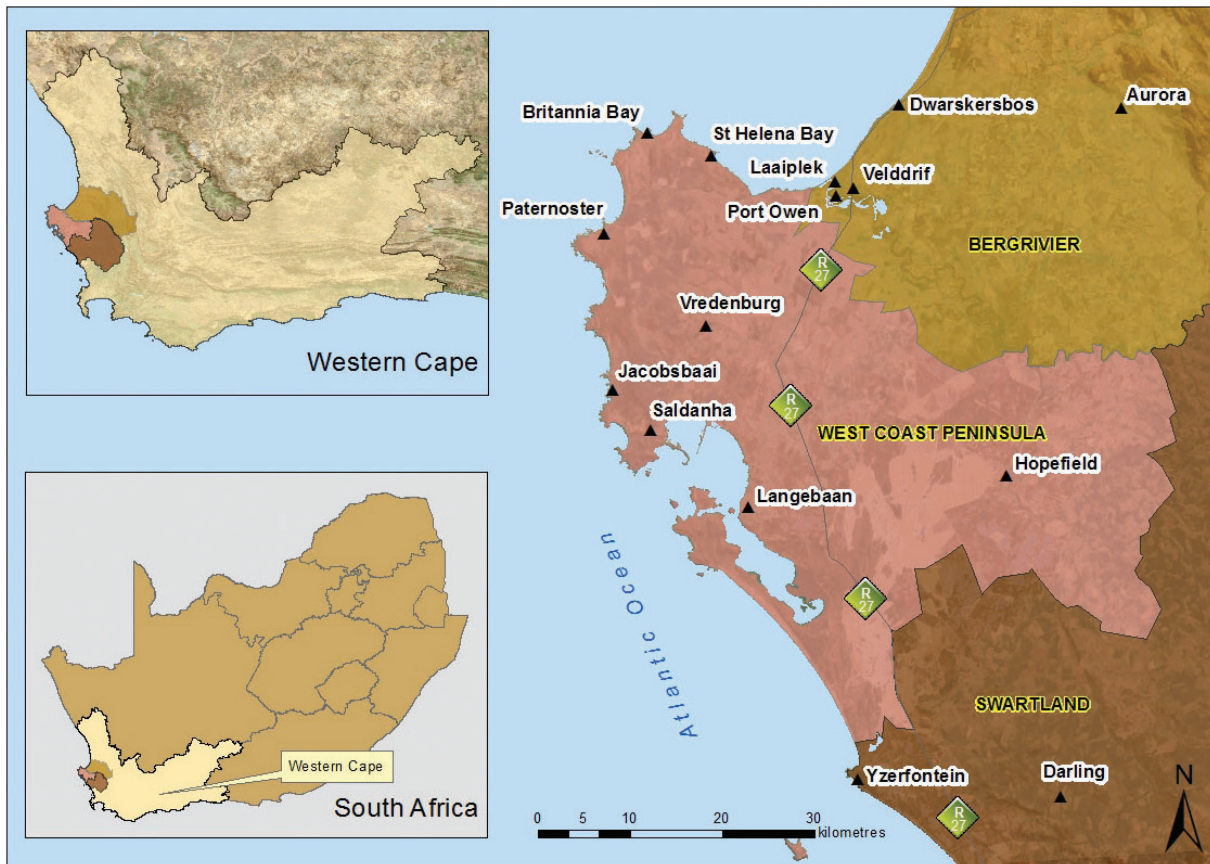 Western Cape
Western Cape
South Africa
Britannia Bay
St Helena Bay
Dwarskersbos
Aurora
Laaiplek
Velddrif
Port Owen
Paternoster
BERGRIVIER
R
27
Vredenburg
Jacobsbaai
Saldanha
R
27
WEST COAST PENINSULA
Hopefield
Langebaan
Atlantic Ocean
R
27
SWARTLAND
Yzerfontein
Darling
R
27
N
0 5 10 20 30
kilometres